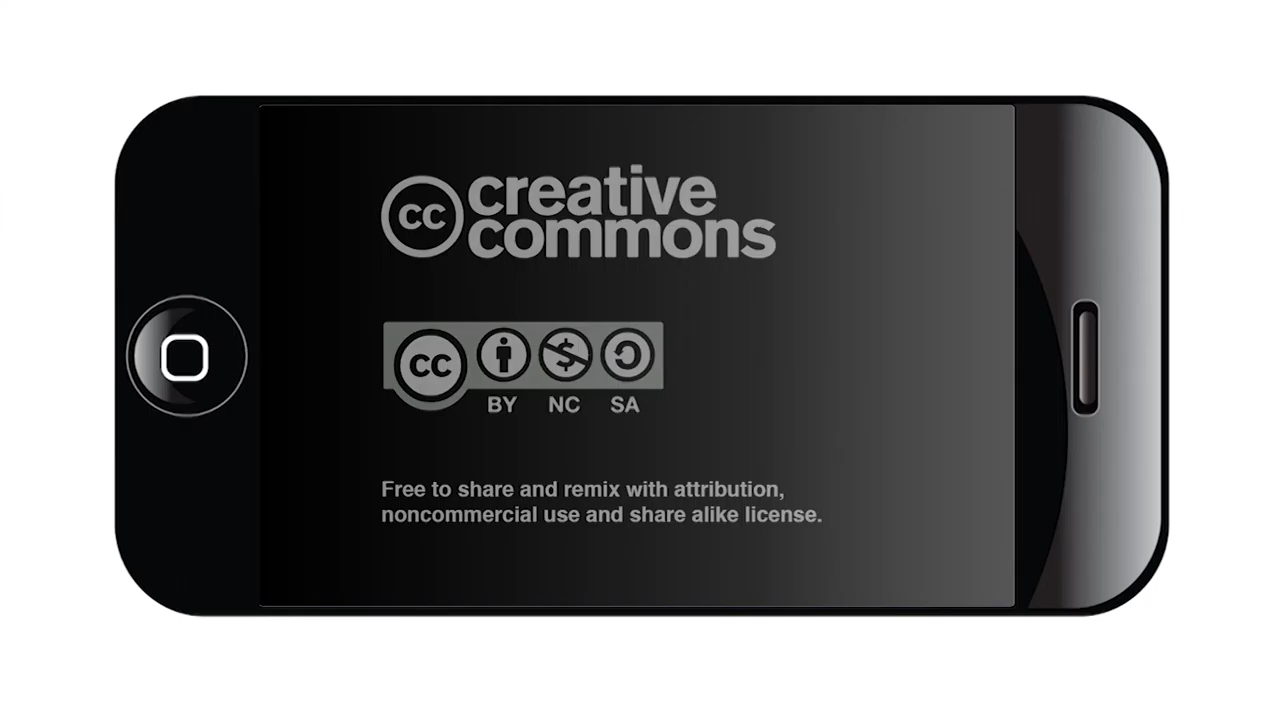 cc creative
commons
cc
BY NC SA
Free to share and remix with attribution,
noncommercial use and share alike license.